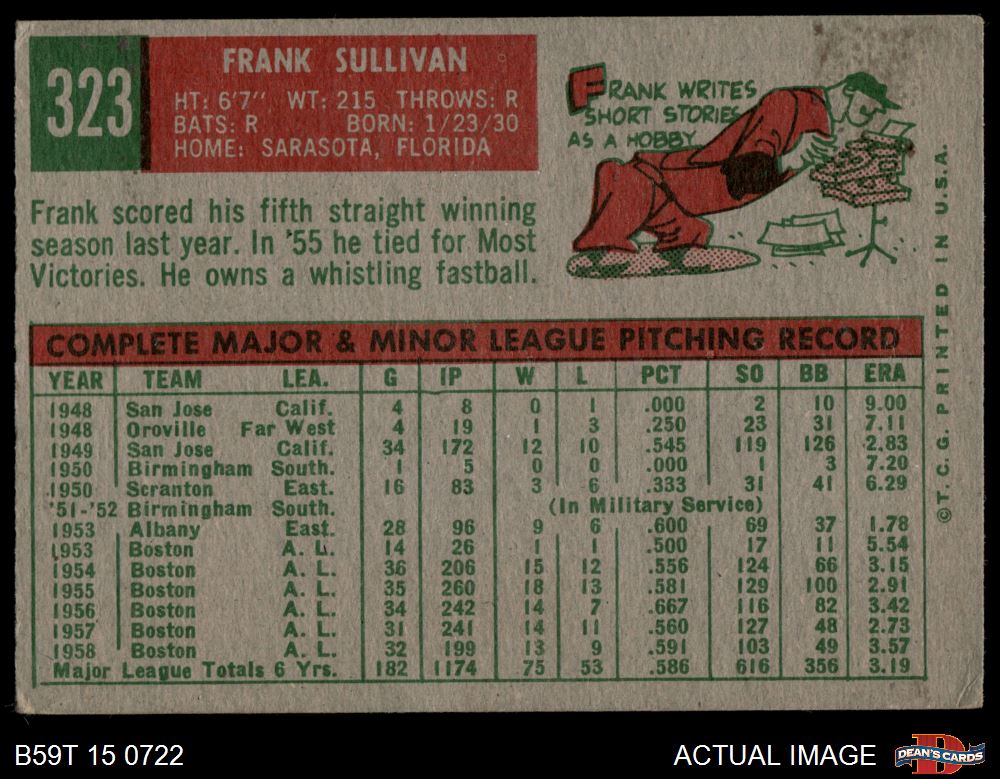 323
FRANK SULLIVAN
HT: 6'7" WT: 215 THROWS: R
BATS: R BORN: 1/23/30
HOME: SARASOTA, FLORIDA
FRANK WRITES
SHORT STORIES
AS A HOBBY
Frank scored his fifth straight winning
season last year. In '55 he tied for Most
Victories. He owns a whistling fastball.
COMPLETE MAJOR & MINOR LEAGUE PITCHING RECORD
YEAR TEAM LEA. G IP W L PCT SO BB ERA
1948 San Jose Calif. 4 8 0 1 .000 2 10 9.00
1948 Oroville Far West 4 19 1 3 .250 23 31 7.11
1949 San Jose Calif. 34 172 12 10 .545 119 126 2.83
1950 Birmingham South. 1 5 0 0 .000 1 3 7.20
1950 Scranton East. 16 83 3 6 .333 31 41 6.29
'51-'52 Birmingham South. (In Military Service)
1953 Albany East. 28 96 9 6 .600 69 37 1.78
1953 Boston A. L. 14 26 1 1 .500 17 11 5.54
1954 Boston A. L. 36 206 15 12 .556 124 66 3.15
1955 Boston A. L. 35 260 18 13 .581 129 100 2.91
1956 Boston A. L. 34 242 14 7 .667 116 82 3.42
1957 Boston A. L. 31 241 14 11 .560 127 48 2.73
1958 Boston A. L. 32 199 13 9 .591 103 49 3.57
Major League Totals 6 Yrs. 182 1174 75 53 .586 616 356 3.19
©T. C. G. PRINTED IN U.S.A.
B59T 15 0722
ACTUAL IMAGE
DEAN'S CARDS